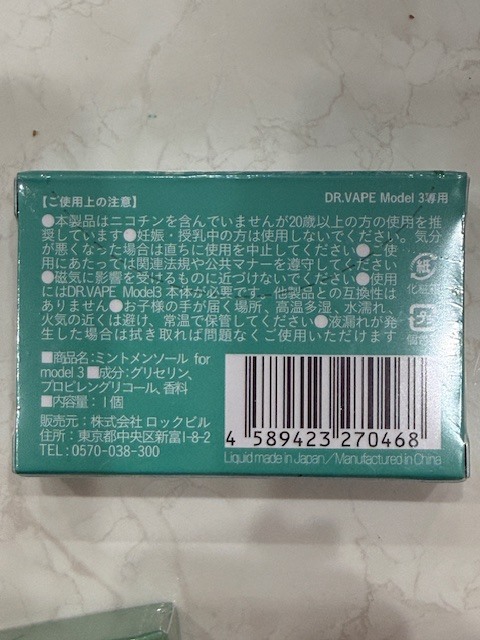 【ご使用上の注意】
DR.VAPE Model 3専用
●本製品はニコチンを含んでいませんが20歳以上の方の使用を推
奨しています●妊娠・授乳中の方は使用しないでください。気分
が悪くなった場合は直ちに使用を中止してください●ご使
用にあたっては関連法規や公共マナーを遵守してください
●磁気に影響を受けるものに近づけないでください●使用
にはDR.VAPE Model3 本体が必要です。他製品との互換性は
ありません●お子様の手が届く場所、高温多湿、水濡れ、
火気の近くは避け、常温で保管してください●液漏れが発
生した場合は拭き取れば問題なくご使用いただけます
紙
化粧箱
プラ
個包装
■商品名:ミントメンソール for
model 3 ■成分:グリセリン、
プロピレングリコール、香料
■内容量:1個
販売元:株式会社 ロックビル
住所:東京都中央区新富1-8-2
TEL:0570-038-300
4 589423 270468
Liquid made in Japan／Manufactured in China